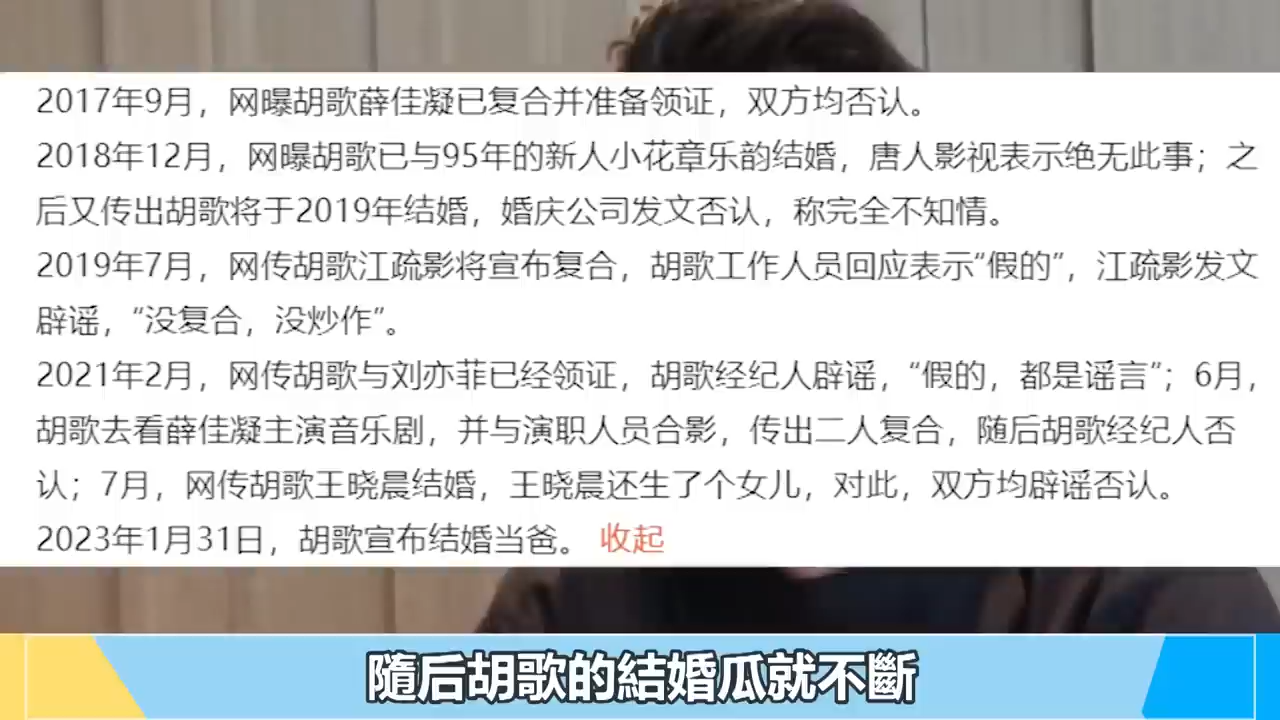 2017年9月，网曝胡歌薛佳凝已复合并准备领证，双方均否认。
2018年12月，网曝胡歌已与95年的新人小花章乐韵结婚，唐人影视表示绝无此事；之
后又传出胡歌将于2019年结婚，婚庆公司发文否认，称完全不知情。
2019年7月，网传胡歌江疏影将宣布复合，胡歌工作人员回应表示“假的”，江疏影发文
辟谣，“没复合，没炒作”。
2021年2月，网传胡歌与刘亦菲已经领证，胡歌经纪人辟谣，“假的，都是谣言”；6月，
胡歌去看薛佳凝主演音乐剧，并与演职人员合影，传出二人复合，随后胡歌经纪人否
认；7月，网传胡歌王晓晨结婚，王晓晨还生了个女儿，对此，双方均辟谣否认。
2023年1月31日，胡歌宣布结婚当爸。 收起
隨后胡歌的結婚瓜就不斷